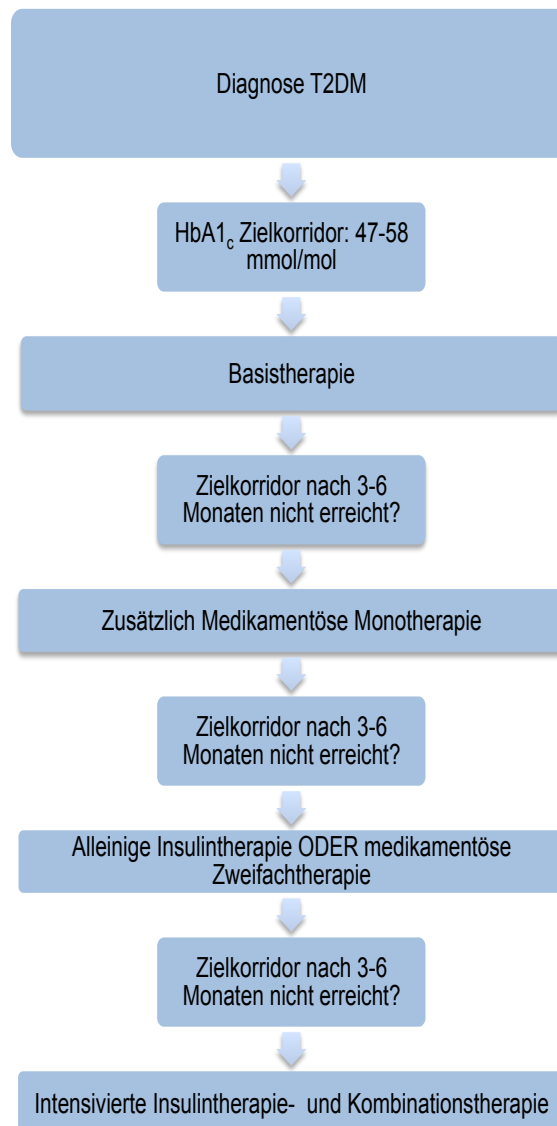 Diagnose T2DM
HbA1c Zielkorridor: 47-58
mmol/mol
Basistherapie
Zielkorridor nach 3-6
Monaten nicht erreicht?
Zusätzlich Medikamentöse Monotherapie
Zielkorridor nach 3-6
Monaten nicht erreicht?
Alleinige Insulintherapie ODER medikamentöse
Zweifachtherapie
Zielkorridor nach 3-6
Monaten nicht erreicht?
Intensivierte Insulintherapie- und Kombinationstherapie